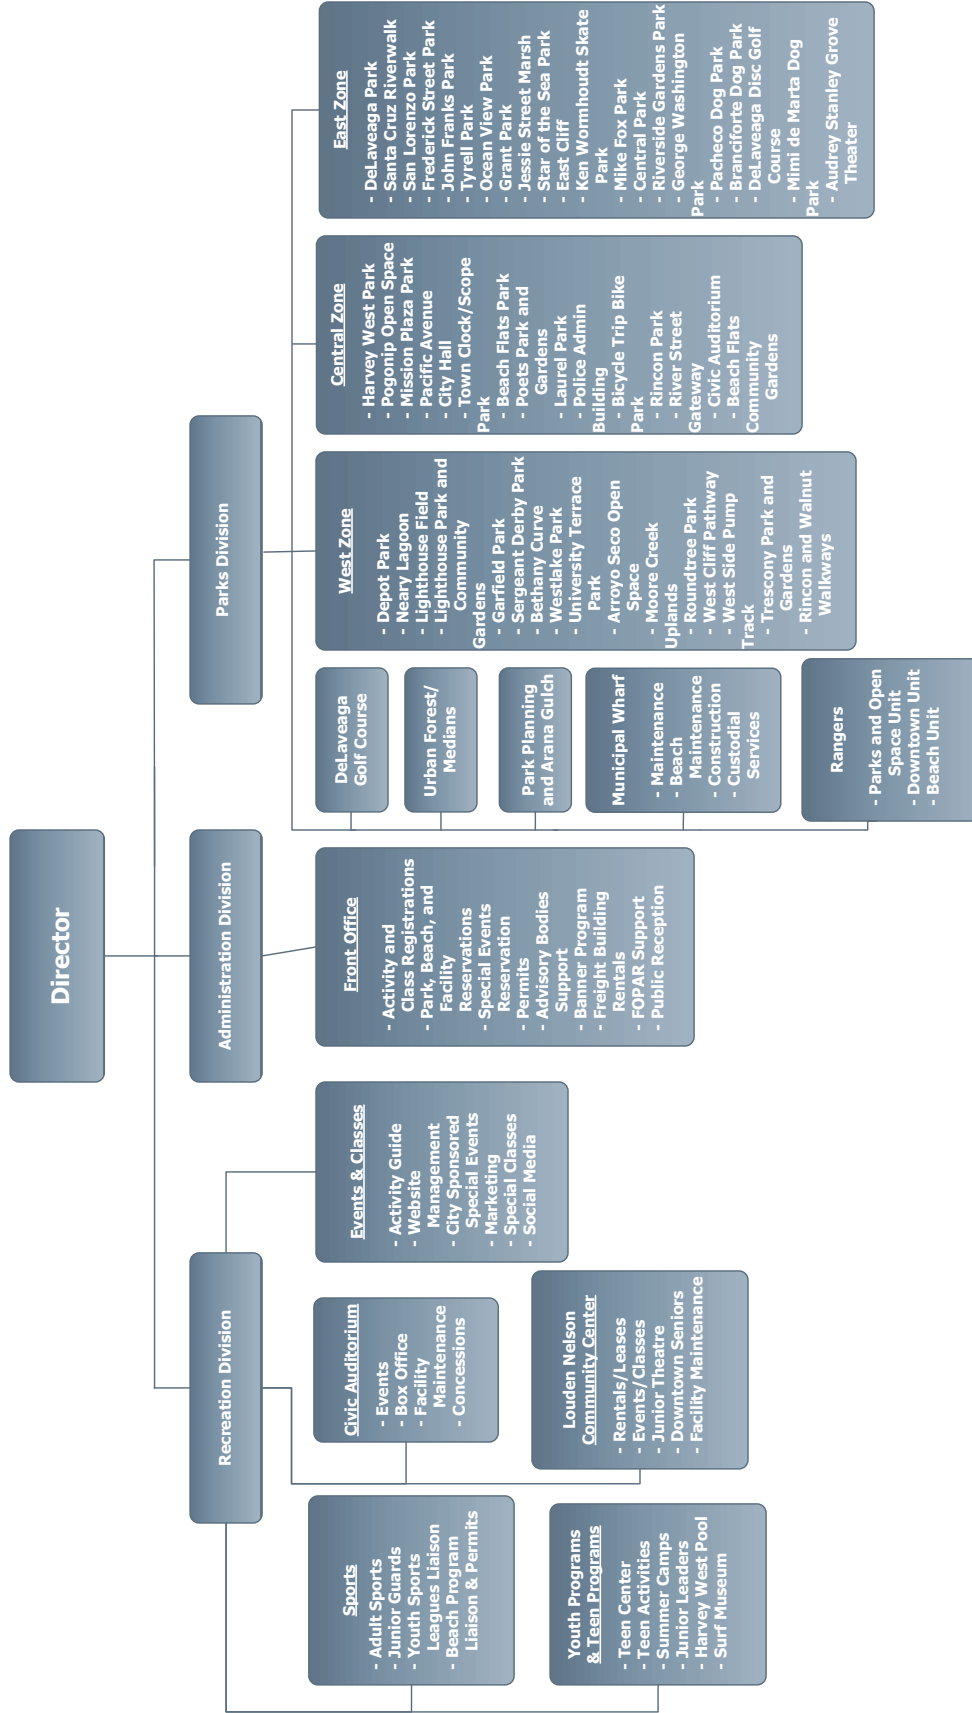 Director
Recreation Division
Administration Division
Parks Division
Sports
- Adult Sports
- Junior Guards
- Youth Sports
Leagues Liaison
- Beach Program
Liaison & Permits
Youth Programs
& Teen Programs
- Teen Center
- Teen Activities
- Summer Camps
- Junior Leaders
- Harvey West Pool
- Surf Museum
Civic Auditorium
- Events
- Box Office
- Facility
Maintenance
- Concessions
Louden Nelson
Community Center
- Rentals/Leases
- Events/Classes
- Junior Theatre
- Downtown Seniors
- Facility Maintenance
Events & Classes
- Activity Guide
- Website
Management
- City Sponsored
Special Events
- Marketing
- Special Classes
- Social Media
Front Office
- Activity and
Class Registrations
- Park, Beach, and
Facility
Reservations
- Special Events
Reservation
- Permits
- Advisory Bodies
Support
- Banner Program
- Freight Building
Rentals
- FOPAR Support
- Public Reception
DeLaveaga
Golf Course
Urban Forest/
Medians
Park Planning
and Arana Gulch
Municipal Wharf
- Maintenance
- Beach
Maintenance
- Construction
- Custodial
Services
Rangers
- Parks and Open
Space Unit
- Downtown Unit
- Beach Unit
West Zone
- Depot Park
- Neary Lagoon
- Lighthouse Field
- Lighthouse Park and
Community
Gardens
- Garfield Park
- Sergeant Derby Park
- Bethany Curve
- Westlake Park
- University Terrace
Park
- Arroyo Seco Open
Space
- Moore Creek
Uplands
- Roundtree Park
- West Cliff Pathway
- West Side Pump
Track
- Trescony Park and
Gardens
- Rincon and Walnut
Walkways
Central Zone
- Harvey West Park
- Pogonip Open Space
- Mission Plaza Park
- Pacific Avenue
- City Hall
- Town Clock/Scope
Park
- Beach Flats Park
- Poets Park and
Gardens
- Laurel Park
- Police Admin
Building
- Bicycle Trip Bike
Park
- Rincon Park
- River Street
Gateway
- Civic Auditorium
- Beach Flats
Community
Gardens
East Zone
- DeLaveaga Park
- Santa Cruz Riverwalk
- San Lorenzo Park
- Frederick Street Park
- John Franks Park
- Tyrell Park
- Ocean View Park
- Grant Park
- Jessie Street Marsh
- Star of the Sea Park
- East Cliff
- Ken Wormhoudt Skate
Park
- Mike Fox Park
- Central Park
- Riverside Gardens Park
- George Washington
Park
- Pacheco Dog Park
- Branciforte Dog Park
- DeLaveaga Disc Golf
Course
- Mimi de Marta Dog
Park
- Audrey Stanley Grove
Theater